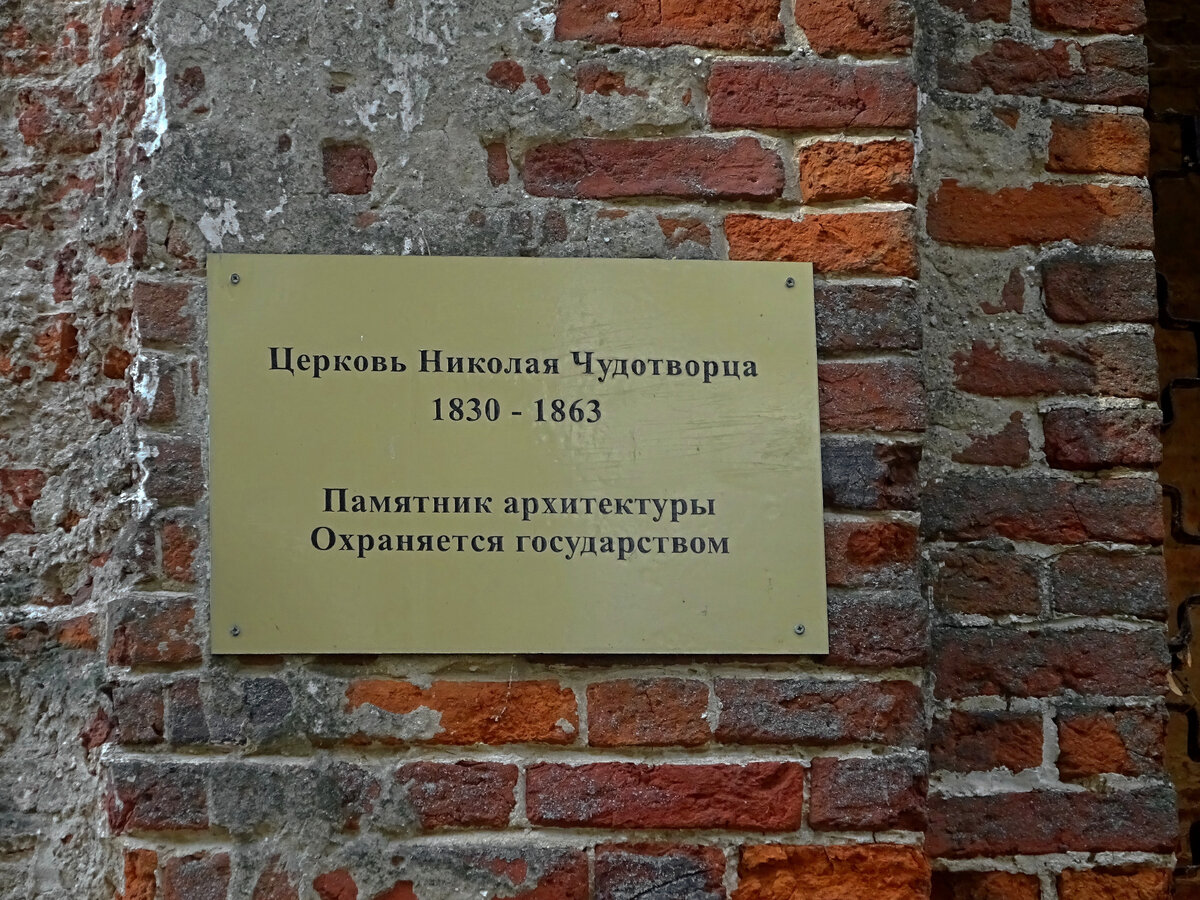 Церковь Николая Чудотворца
1830 - 1863
Памятник архитектуры
Охраняется государством